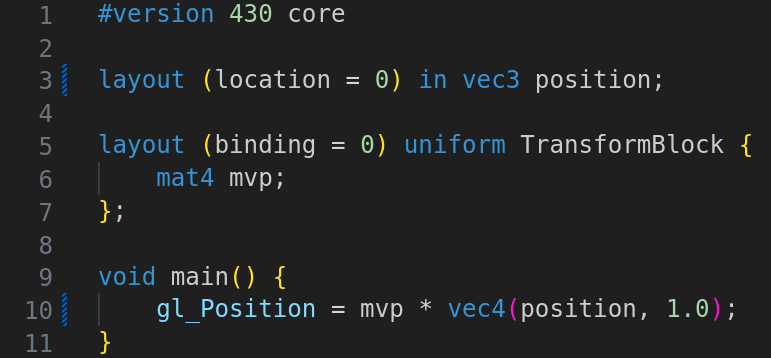 1 #version 430 core
2
3 layout (location = 0) in vec3 position;
4
5 layout (binding = 0) uniform TransformBlock {
6     mat4 mvp;
7 };
8
9 void main() {
10     gl_Position = mvp * vec4(position, 1.0);
11 }